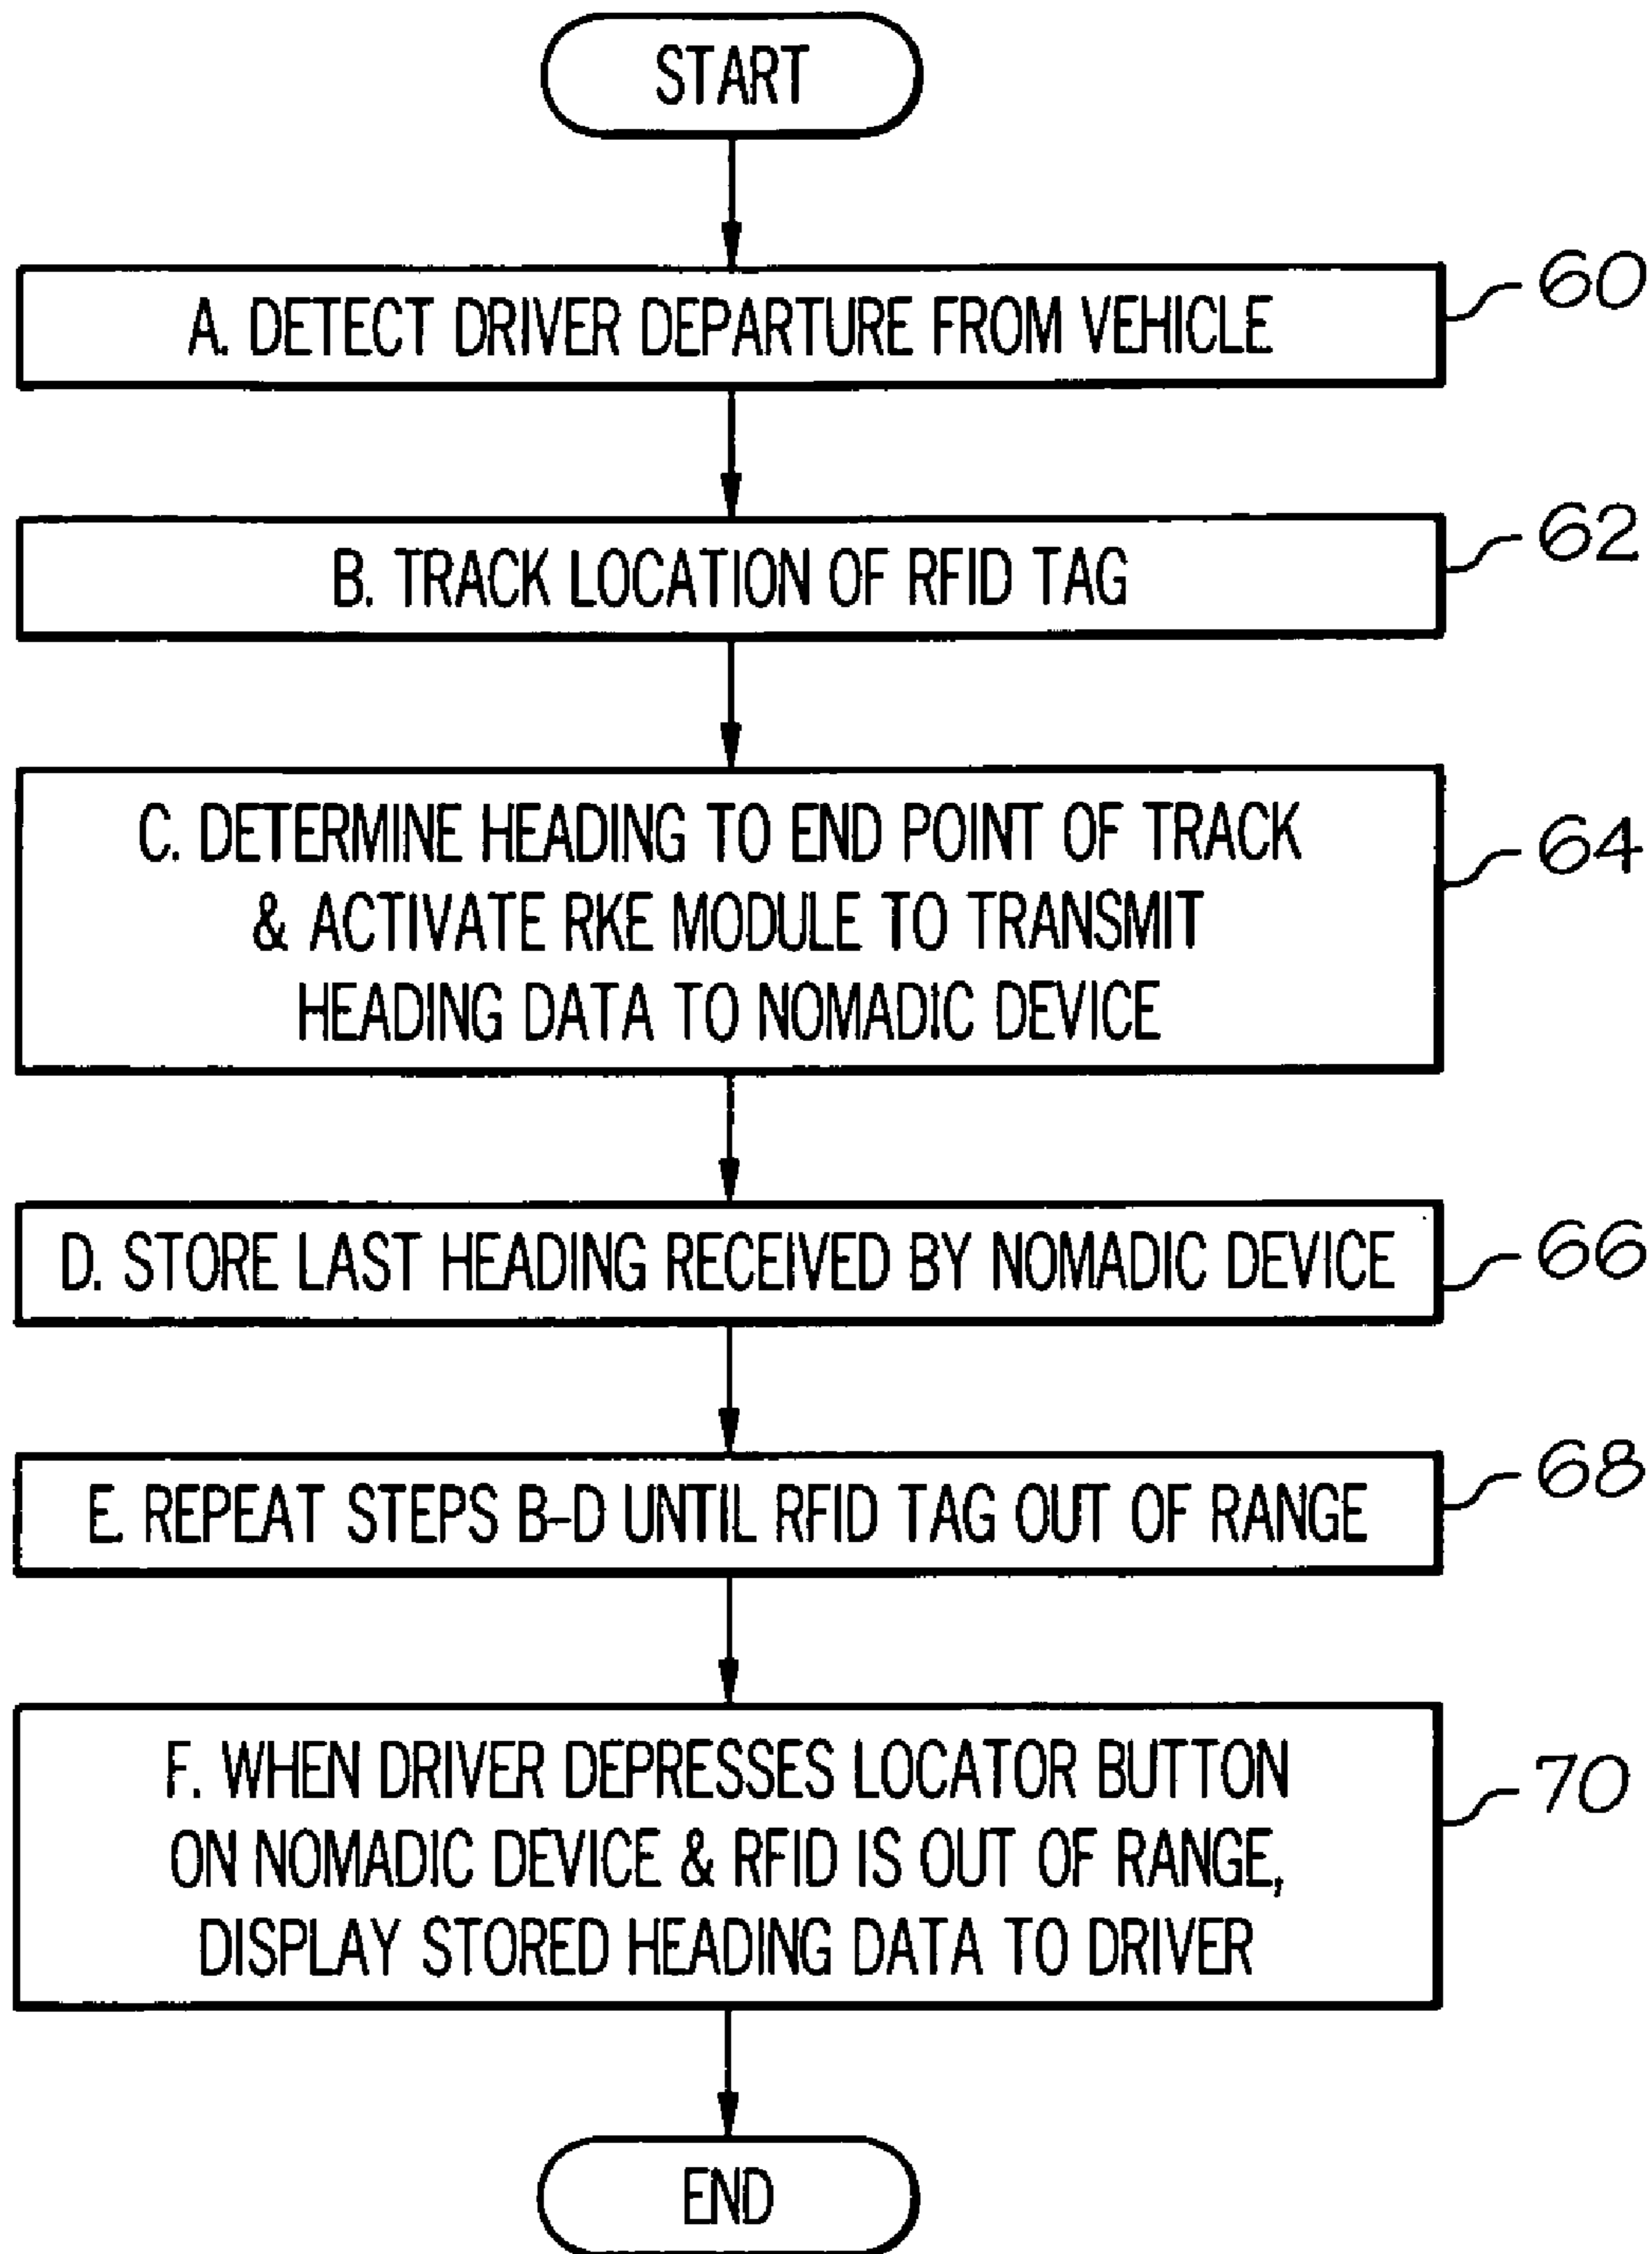 START
A. DETECT DRIVER DEPARTURE FROM VEHICLE
60
B. TRACK LOCATION OF RFID TAG
62
C. DETERMINE HEADING TO END POINT OF TRACK
& ACTIVATE RKE MODULE TO TRANSMIT
HEADING DATA TO NOMADIC DEVICE
64
D. STORE LAST HEADING RECEIVED BY NOMADIC DEVICE
66
E. REPEAT STEPS B-D UNTIL RFID TAG OUT OF RANGE
68
F. WHEN DRIVER DEPRESSES LOCATOR BUTTON
ON NOMADIC DEVICE & RFID IS OUT OF RANGE,
DISPLAY STORED HEADING DATA TO DRIVER
70
END